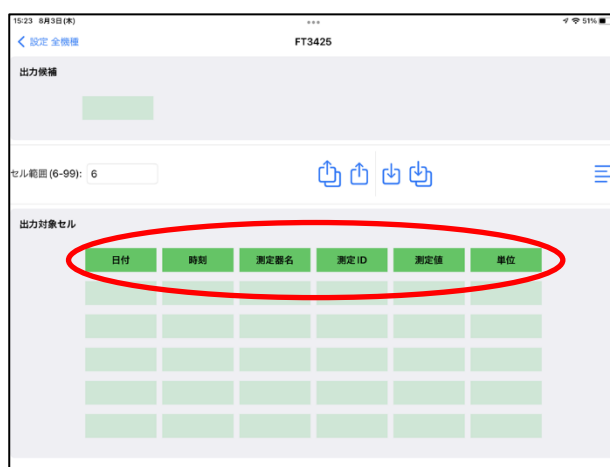 15:23 8月3日(木)
51%
設定 全機種
FT3425
出力候補
セル範囲(6-99): 6
出力対象セル
日付 時刻 測定器名 測定ID 測定値 単位